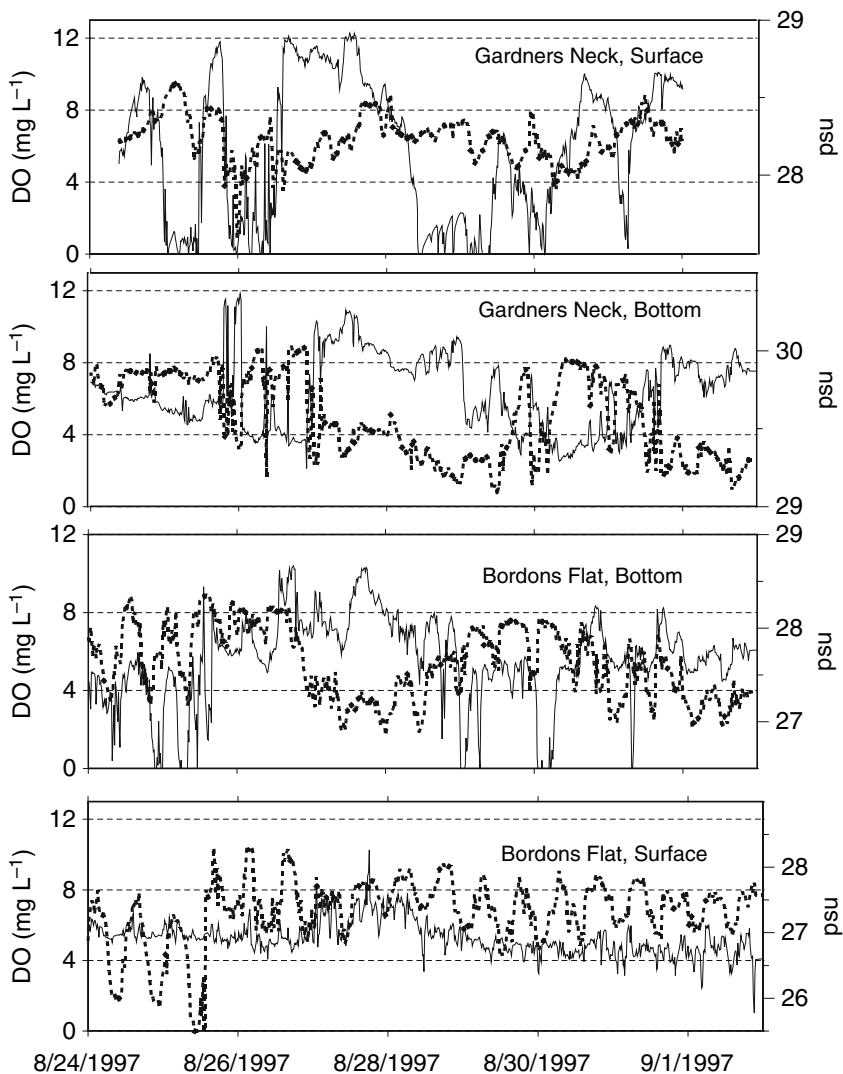 12
8
4
0
DO (mg L⁻¹)
Gardners Neck, Surface
29
28
psu
12
8
4
0
DO (mg L⁻¹)
Gardners Neck, Bottom
30
29
psu
12
8
4
0
DO (mg L⁻¹)
Bordons Flat, Bottom
29
28
27
psu
12
8
4
0
DO (mg L⁻¹)
Bordons Flat, Surface
28
27
26
psu
8/24/1997 8/26/1997 8/28/1997 8/30/1997 9/1/1997